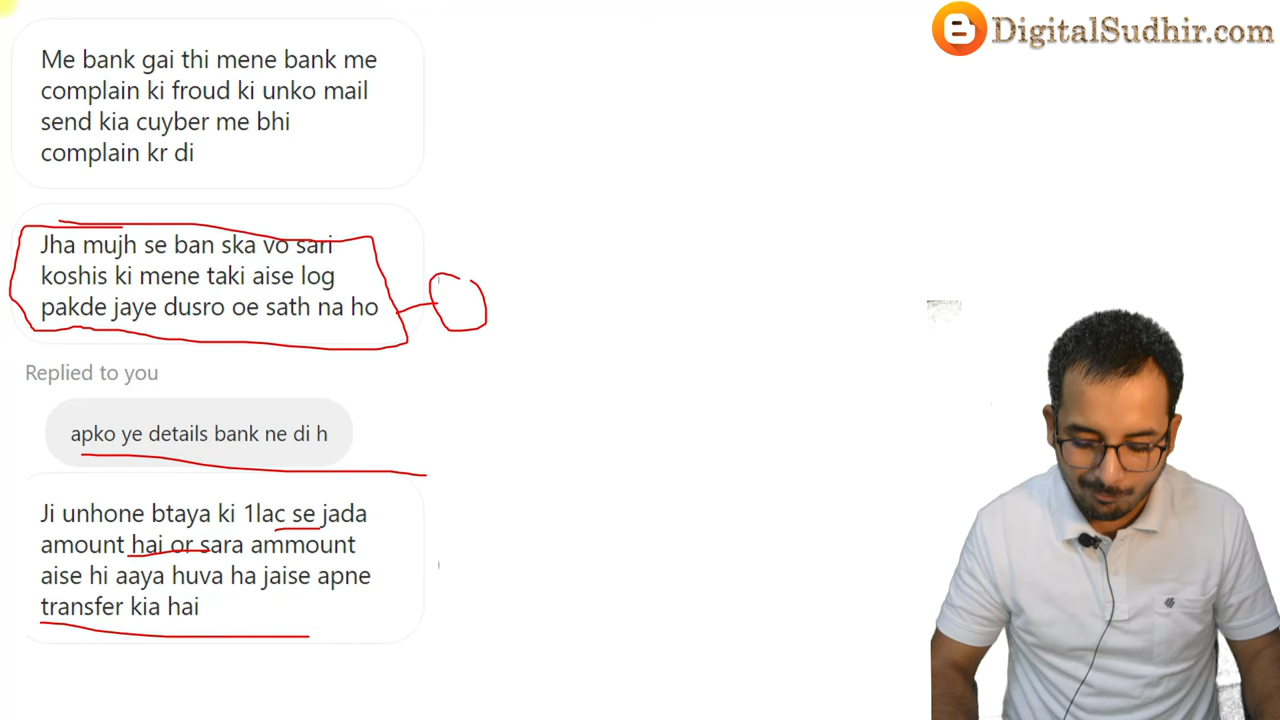 DigitalSudhir.com
Me bank gai thi mene bank me
complain ki froud ki unko mail
send kia cuyber me bhi
complain kr di
Jha mujh se ban ska vo sari
koshis ki mene taki aise log
pakde jaye dusro oe sath na ho
Replied to you
apko ye details bank ne di h
Ji unhone btaya ki 1lac se jada
amount hai or sara ammount
aise hi aaya huva ha jaise apne
transfer kia hai